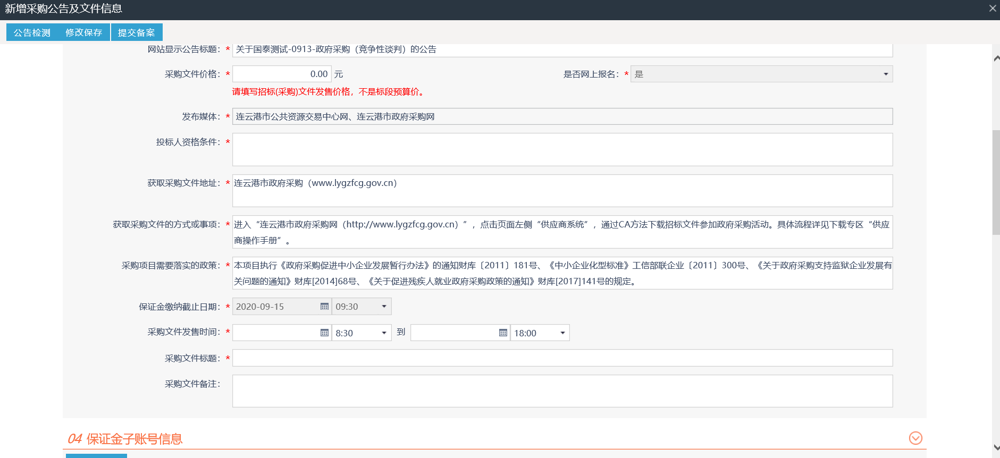 新增采购公告及文件信息
公告检测 修改保存 提交备案
网站显示公告标题：* 关于国泰测试-0913-政府采购（竞争性谈判）的公告
采购文件价格：* 0.00 元 是否网上报名：* 是
请填写招标(采购)文件发售价格，不是标段预算价。
发布媒体：* 连云港市公共资源交易中心网、连云港市政府采购网
投标人资格条件：*
获取采购文件地址：* 连云港市政府采购（www.lygzfcg.gov.cn）
获取采购文件的方式或事项：* 进入“连云港市政府采购网（http://www.lygzfcg.gov.cn）”，点击页面左侧“供应商系统”，通过CA方法下载招标文件参加政府采购活动。具体流程详见下载专区“供应
商操作手册”。
采购项目需要落实的政策：* 本项目执行《政府采购促进中小企业发展暂行办法》的通知财库〔2011〕181号、《中小企业化型标准》工信部联企业〔2011〕300号、《关于政府采购支持监狱企业发展有
关问题的通知》财库[2014]68号、《关于促进残疾人就业政府采购政策的通知》财库[2017]141号的规定。
保证金缴纳截止日期：* 2020-09-15 09:30
采购文件发售时间：* 8:30 到 18:00
采购文件标题：*
采购文件备注：
04 保证金子账号信息